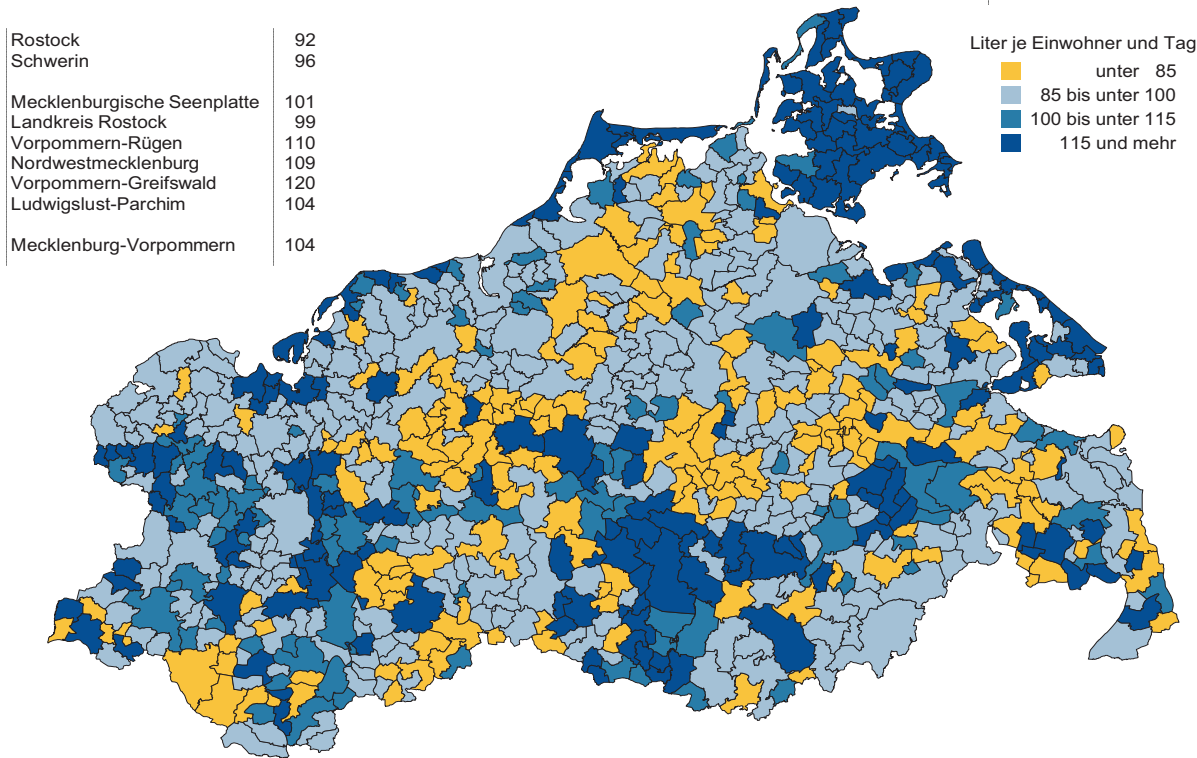 Rostock 92
Schwerin 96
Mecklenburgische Seenplatte 101
Landkreis Rostock 99
Vorpommern-Rügen 110
Nordwestmecklenburg 109
Vorpommern-Greifswald 120
Ludwigslust-Parchim 104
Mecklenburg-Vorpommern 104
Liter je Einwohner und Tag
unter 85
85 bis unter 100
100 bis unter 115
115 und mehr